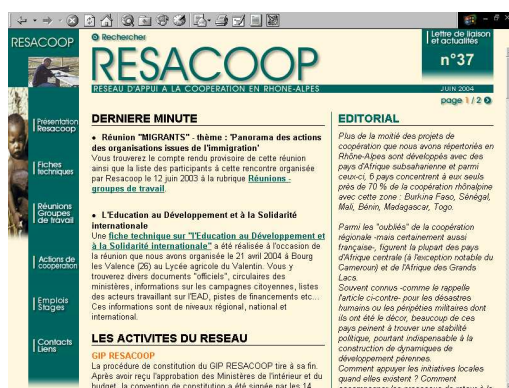 RESACOOP
Rechercher
RESACOOP
RESEAU D'APPUI A LA COOPERATION EN RHONE-ALPES
Lettre de liaison
et actualités
n°37
JUIN 2004
page 1 / 2
Présentation
Resacoop
Fiches
techniques
Réunions
Groupes
de travail
Actions de
coopération
Emplois
Stages
Contacts
Liens
DERNIERE MINUTE
• Réunion "MIGRANTS" - thème : 'Panorama des actions
des organisations issues de l'immigration'
Vous trouverez le compte rendu provisoire de cette réunion
ainsi que la liste des participants à cette rencontre organisée
par Resacoop le 12 juin 2003 à la rubrique Réunions -
groupes de travail.
• L'Education au Développement et à la Solidarité
internationale
Une fiche technique sur "l'Education au Développement et
à la Solidarité internationale" a été réalisée à l'occasion de
la réunion que nous avons organisée le 21 avril 2004 à Bourg
les Valence (26) au Lycée agricole du Valentin. Vous y
trouverez divers documents "officiels", circulaires des
ministères, informations sur les campagnes citoyennes, listes
des acteurs travaillant sur l'EAD, pistes de financements etc...
Ces informations sont de niveaux régional, national et
international.
LES ACTIVITES DU RESEAU
GIP RESACOOP
La procédure de constitution du GIP RESACOOP tire à sa fin.
Après avoir reçu l'approbation des Ministères de l'intérieur et du
budget, la convention de constitution a été signée par les 14
EDITORIAL
Plus de la moitié des projets de
coopération que nous avons répertoriés en
Rhône-Alpes sont développés avec des
pays d'Afrique subsaharienne et parmi
ceux-ci, 6 pays concentrent à eux seuls
près de 70 % de la coopération rhônalpine
avec cette zone : Burkina Faso, Sénégal,
Mali, Bénin, Madagascar, Togo.
Parmi les "oubliés" de la coopération
régionale -mais certainement aussi
française-, figurent la plupart des pays
d'Afrique centrale (à l'exception notable du
Cameroun) et de l'Afrique des Grands
Lacs.
Souvent connus -comme le rappelle
l'article ci-contre- pour les désastres
humains ou les péripéties militaires dont
ils ont été le décor, beaucoup de ces
pays peinent à trouver une stabilité
politique, pourtant indispensable à la
construction de dynamiques de
développement pérennes.
Comment appuyer les initiatives locales
quand elles existent ? Comment